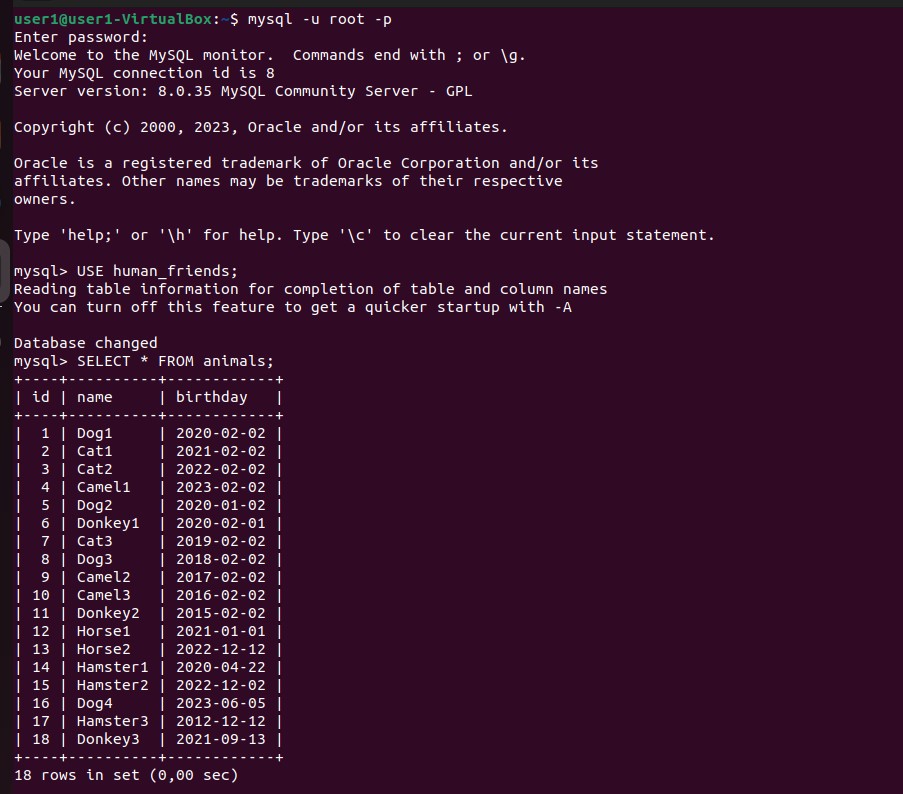 user1@user1-VirtualBox:~$ mysql -u root -p
Enter password:
Welcome to the MySQL monitor.  Commands end with ; or \g.
Your MySQL connection id is 8
Server version: 8.0.35 MySQL Community Server - GPL

Copyright (c) 2000, 2023, Oracle and/or its affiliates.

Oracle is a registered trademark of Oracle Corporation and/or its
affiliates. Other names may be trademarks of their respective
owners.

Type 'help;' or '\h' for help. Type '\c' to clear the current input statement.

mysql> USE human_friends;
Reading table information for completion of table and column names
You can turn off this feature to get a quicker startup with -A

Database changed
mysql> SELECT * FROM animals;
+----+----------+------------+
| id | name     | birthday   |
+----+----------+------------+
|  1 | Dog1     | 2020-02-02 |
|  2 | Cat1     | 2021-02-02 |
|  3 | Cat2     | 2022-02-02 |
|  4 | Camel1   | 2023-02-02 |
|  5 | Dog2     | 2020-01-02 |
|  6 | Donkey1  | 2020-02-01 |
|  7 | Cat3     | 2019-02-02 |
|  8 | Dog3     | 2018-02-02 |
|  9 | Camel2   | 2017-02-02 |
| 10 | Camel3   | 2016-02-02 |
| 11 | Donkey2  | 2015-02-02 |
| 12 | Horse1   | 2021-01-01 |
| 13 | Horse2   | 2022-12-12 |
| 14 | Hamster1 | 2020-04-22 |
| 15 | Hamster2 | 2022-12-02 |
| 16 | Dog4     | 2023-06-05 |
| 17 | Hamster3 | 2012-12-12 |
| 18 | Donkey3  | 2021-09-13 |
+----+----------+------------+
18 rows in set (0,00 sec)